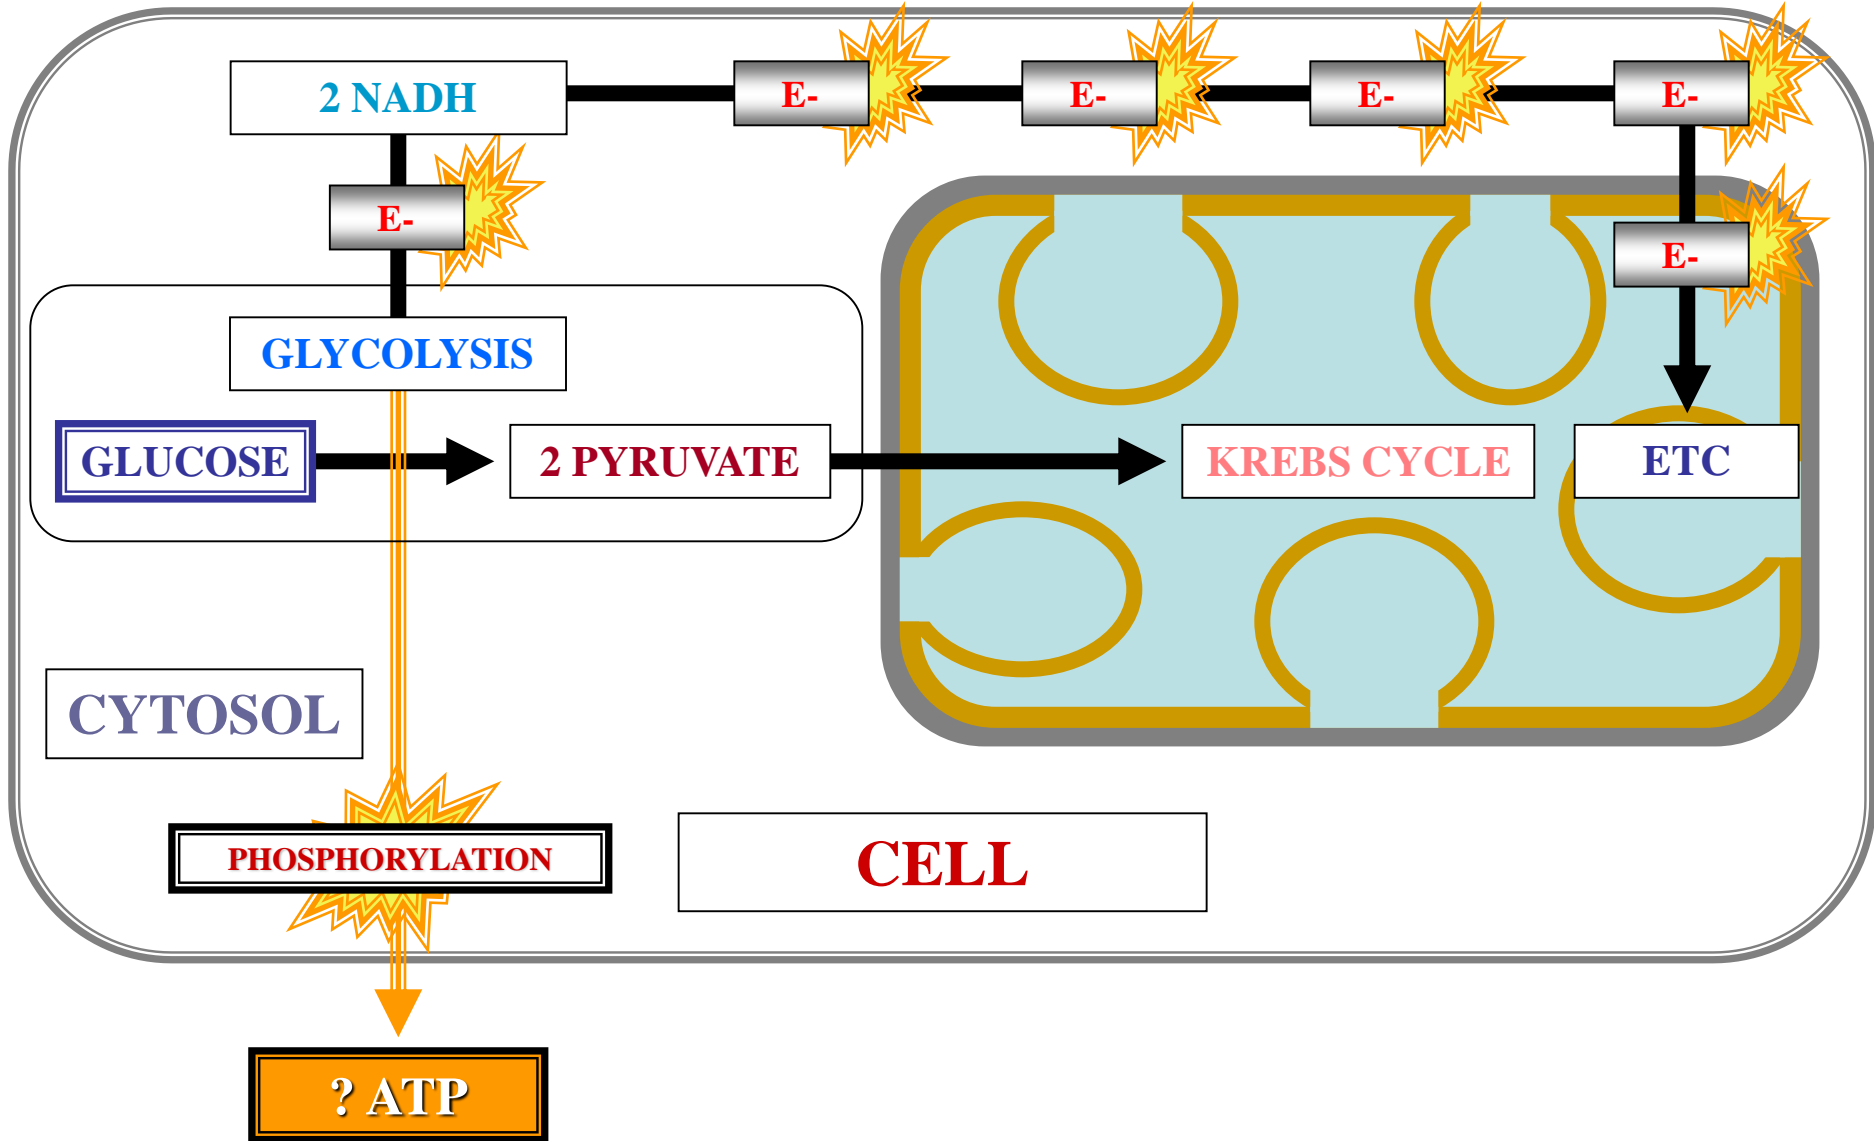 2 NADH
E-
E-
E-
E-
E-
E-
GLYCOLYSIS
GLUCOSE
2 PYRUVATE
KREBS CYCLE
ETC
CYTOSOL
PHOSPHORYLATION
CELL
? ATP